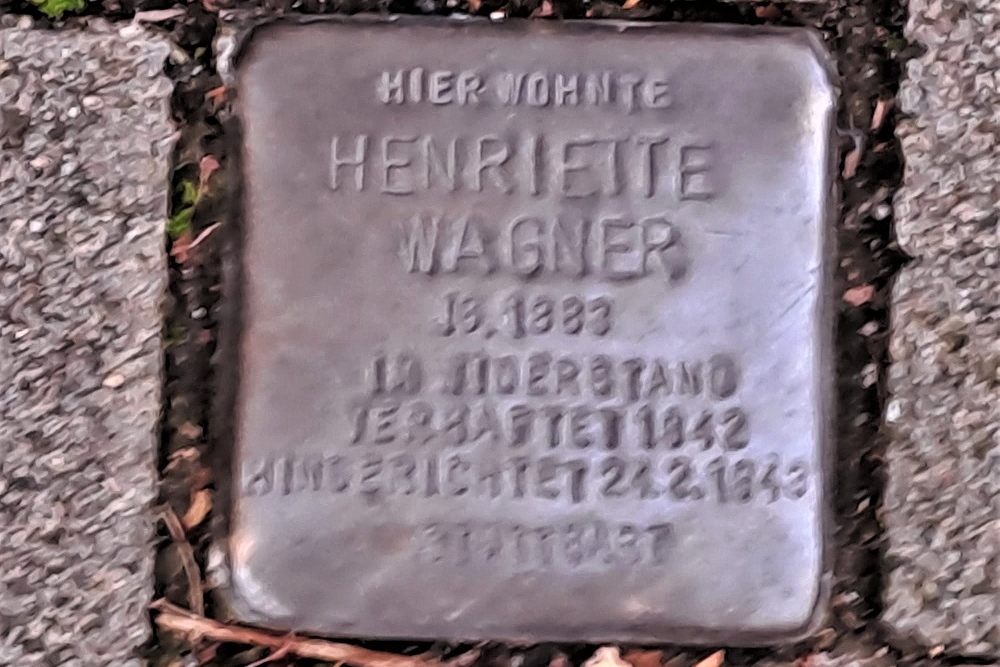 HIER WOHNTE
HENRIETTE
WAGNER
JG. 1883
IM WIDERSTAND
VERHAFTET 1942
HINGERICHTET 24.2.1943
STUTTGART